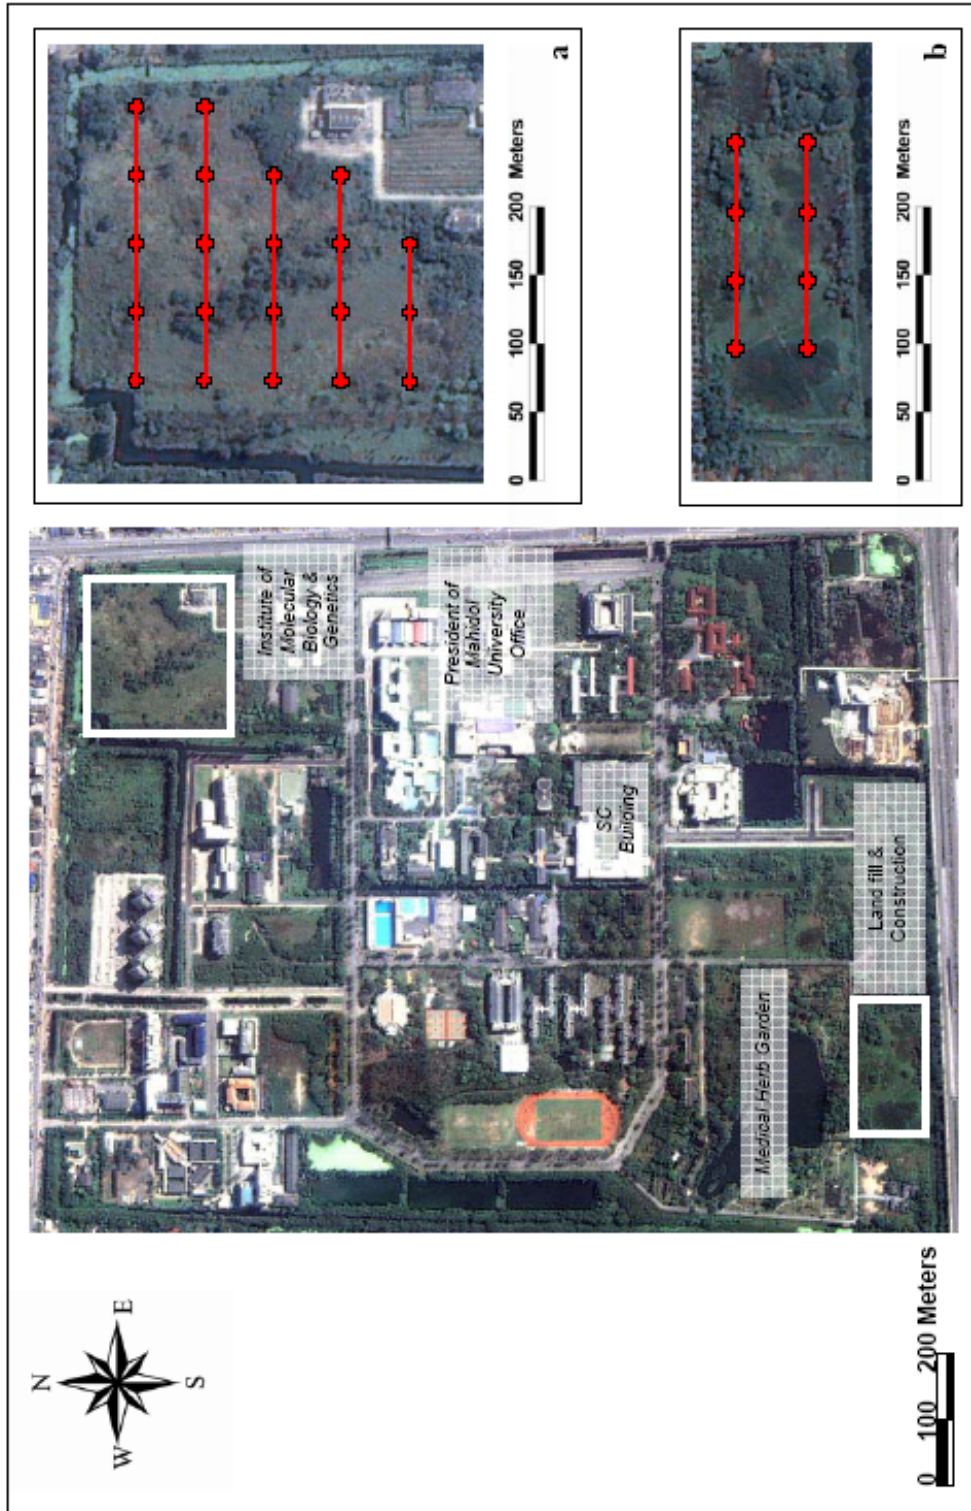 N
W
E
S
0 100 200 Meters
Institute of
Molecular
Biology &
Genetics
President of
Mahidol
University
Office
SC
Building
Medical Herb Garden
Land fill &
Construction
a
0 50 100 150 200 Meters
b
0 50 100 150 200 Meters